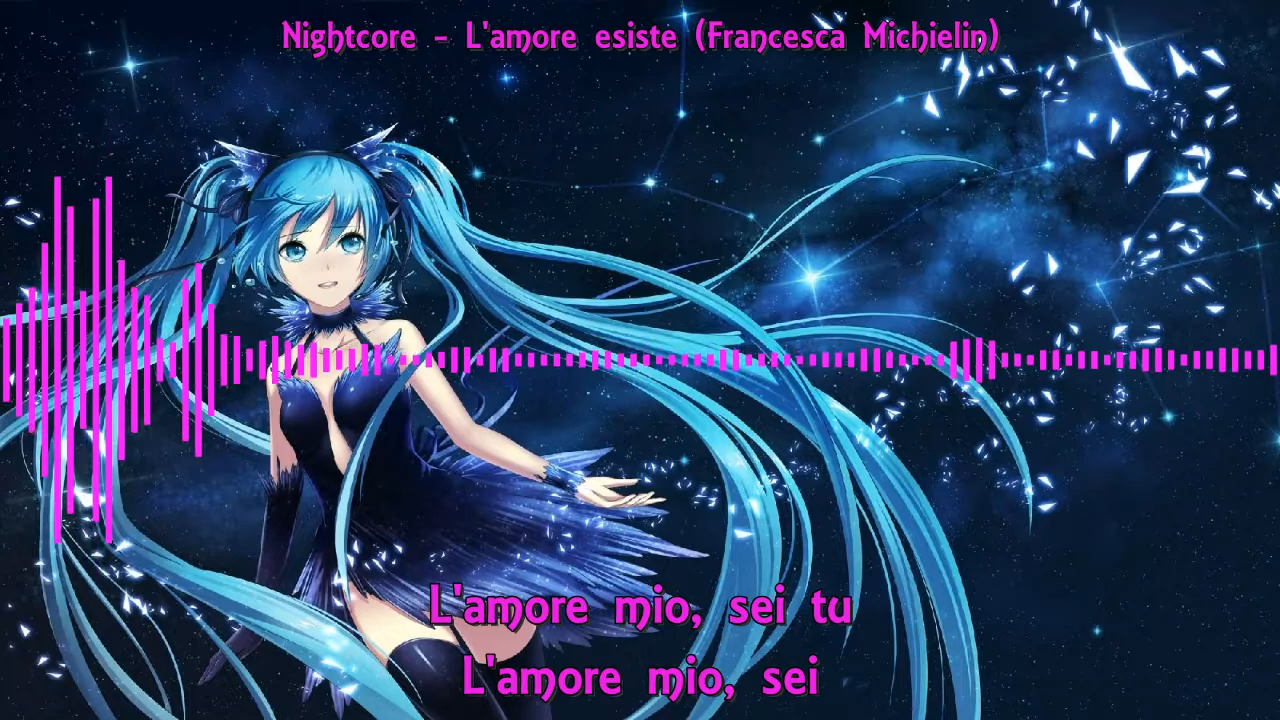 Nightcore - L'amore esiste (Francesca Michielin)
L'amore mio, sei tu
L'amore mio, sei